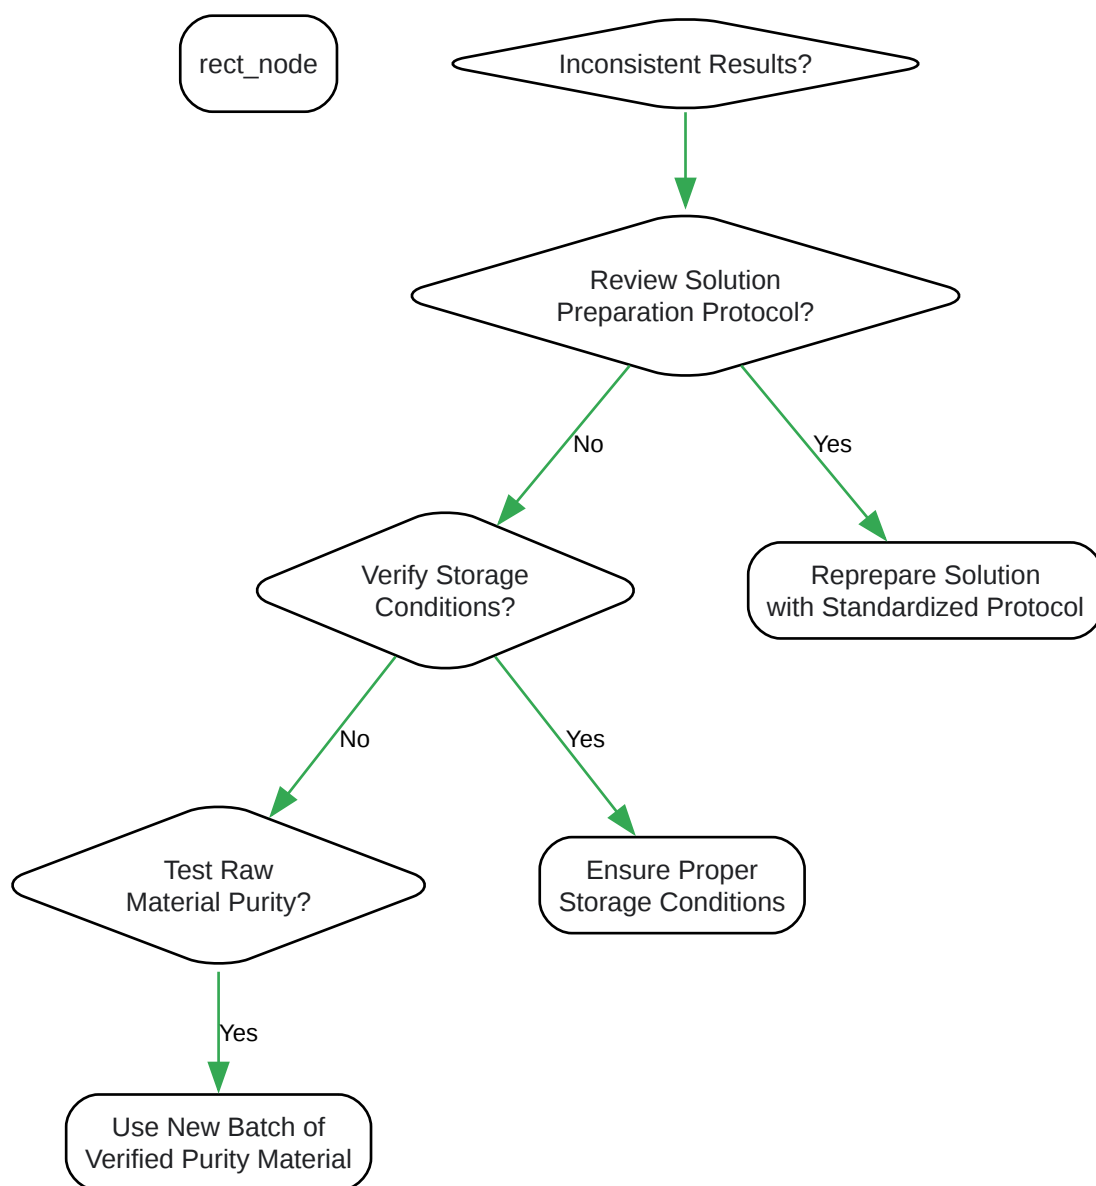 rect_node
Inconsistent Results?
Review Solution
Preparation Protocol?
No
Yes
Verify Storage
Conditions?
Reprepare Solution
with Standardized Protocol
No
Yes
Test Raw
Material Purity?
Ensure Proper
Storage Conditions
Yes
Use New Batch of
Verified Purity Material